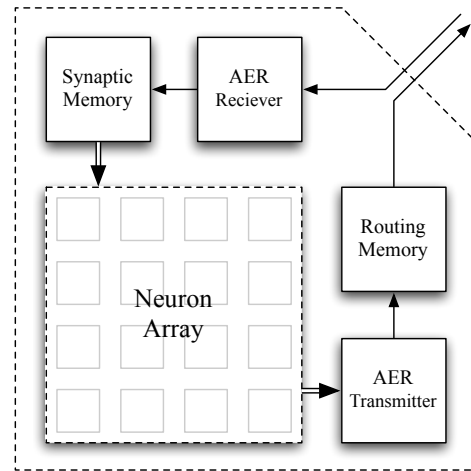 Synaptic
Memory
AER
Reciever
Routing
Memory
Neuron
Array
AER
Transmitter